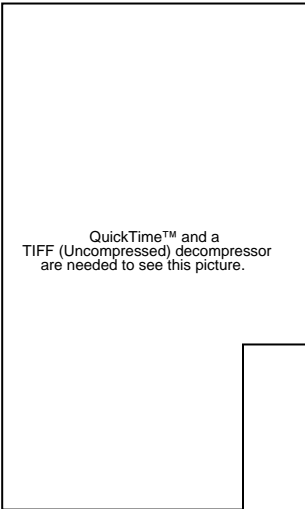 QuickTime™ and a
TIFF (Uncompressed) decompressor
are needed to see this picture.